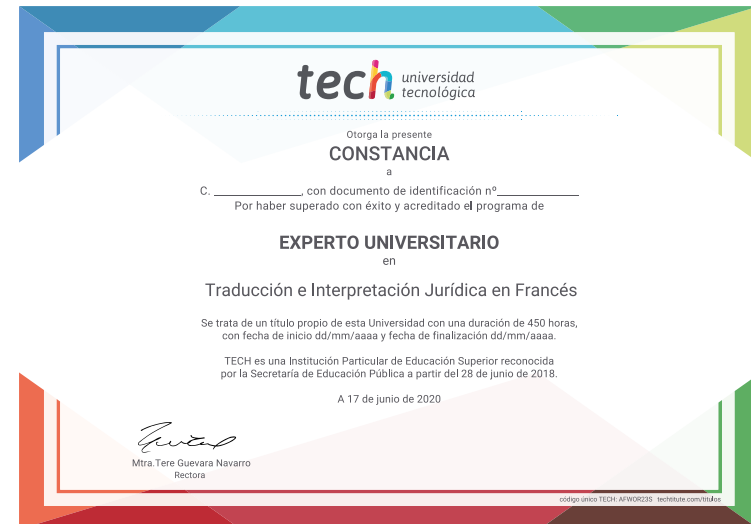 tech universidad
tecnológica
Otorga la presente
CONSTANCIA
a
C. ______________, con documento de identificación nº_____________
Por haber superado con éxito y acreditado el programa de
EXPERTO UNIVERSITARIO
en
Traducción e Interpretación Jurídica en Francés
Se trata de un título propio de esta Universidad con una duración de 450 horas,
con fecha de inicio dd/mm/aaaa y fecha de finalización dd/mm/aaaa.
TECH es una Institución Particular de Educación Superior reconocida
por la Secretaría de Educación Pública a partir del 28 de junio de 2018.
A 17 de junio de 2020
Mtra.Tere Guevara Navarro
Rectora
código único TECH: AFWOR23S techtitute.com/titulos